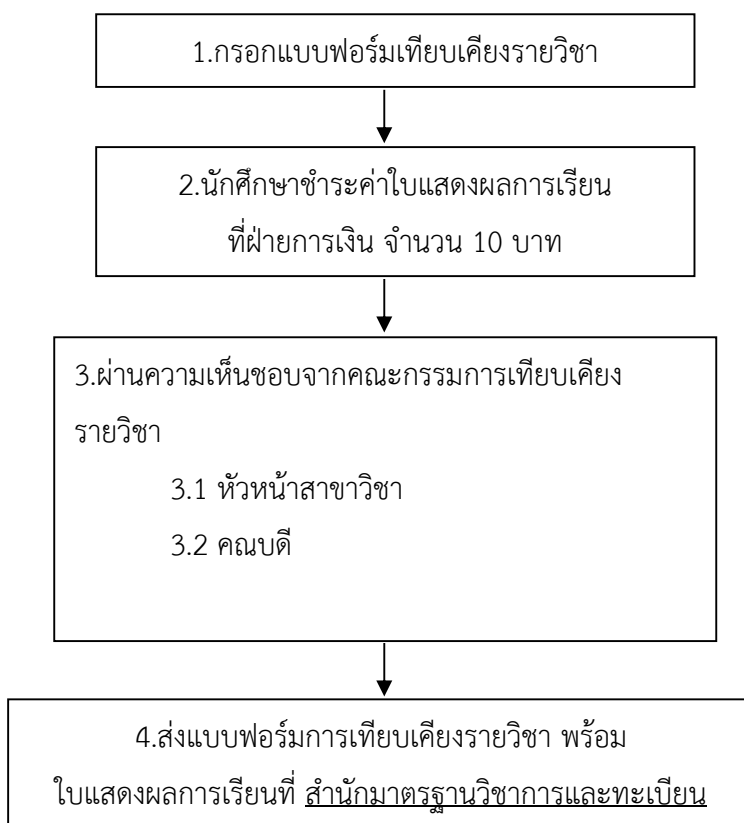 1.กรอกแบบฟอร์มเทียบเคียงรายวิชา
2.นักศึกษาชำระค่าใบแสดงผลการเรียน
ที่ฝ่ายการเงิน จำนวน 10 บาท
3.ผ่านความเห็นชอบจากคณะกรรมการเทียบเคียง
รายวิชา
3.1 หัวหน้าสาขาวิชา
3.2 คณบดี
4.ส่งแบบฟอร์มการเทียบเคียงรายวิชา พร้อม
ใบแสดงผลการเรียนที่ สำนักมาตรฐานวิชาการและทะเบียน